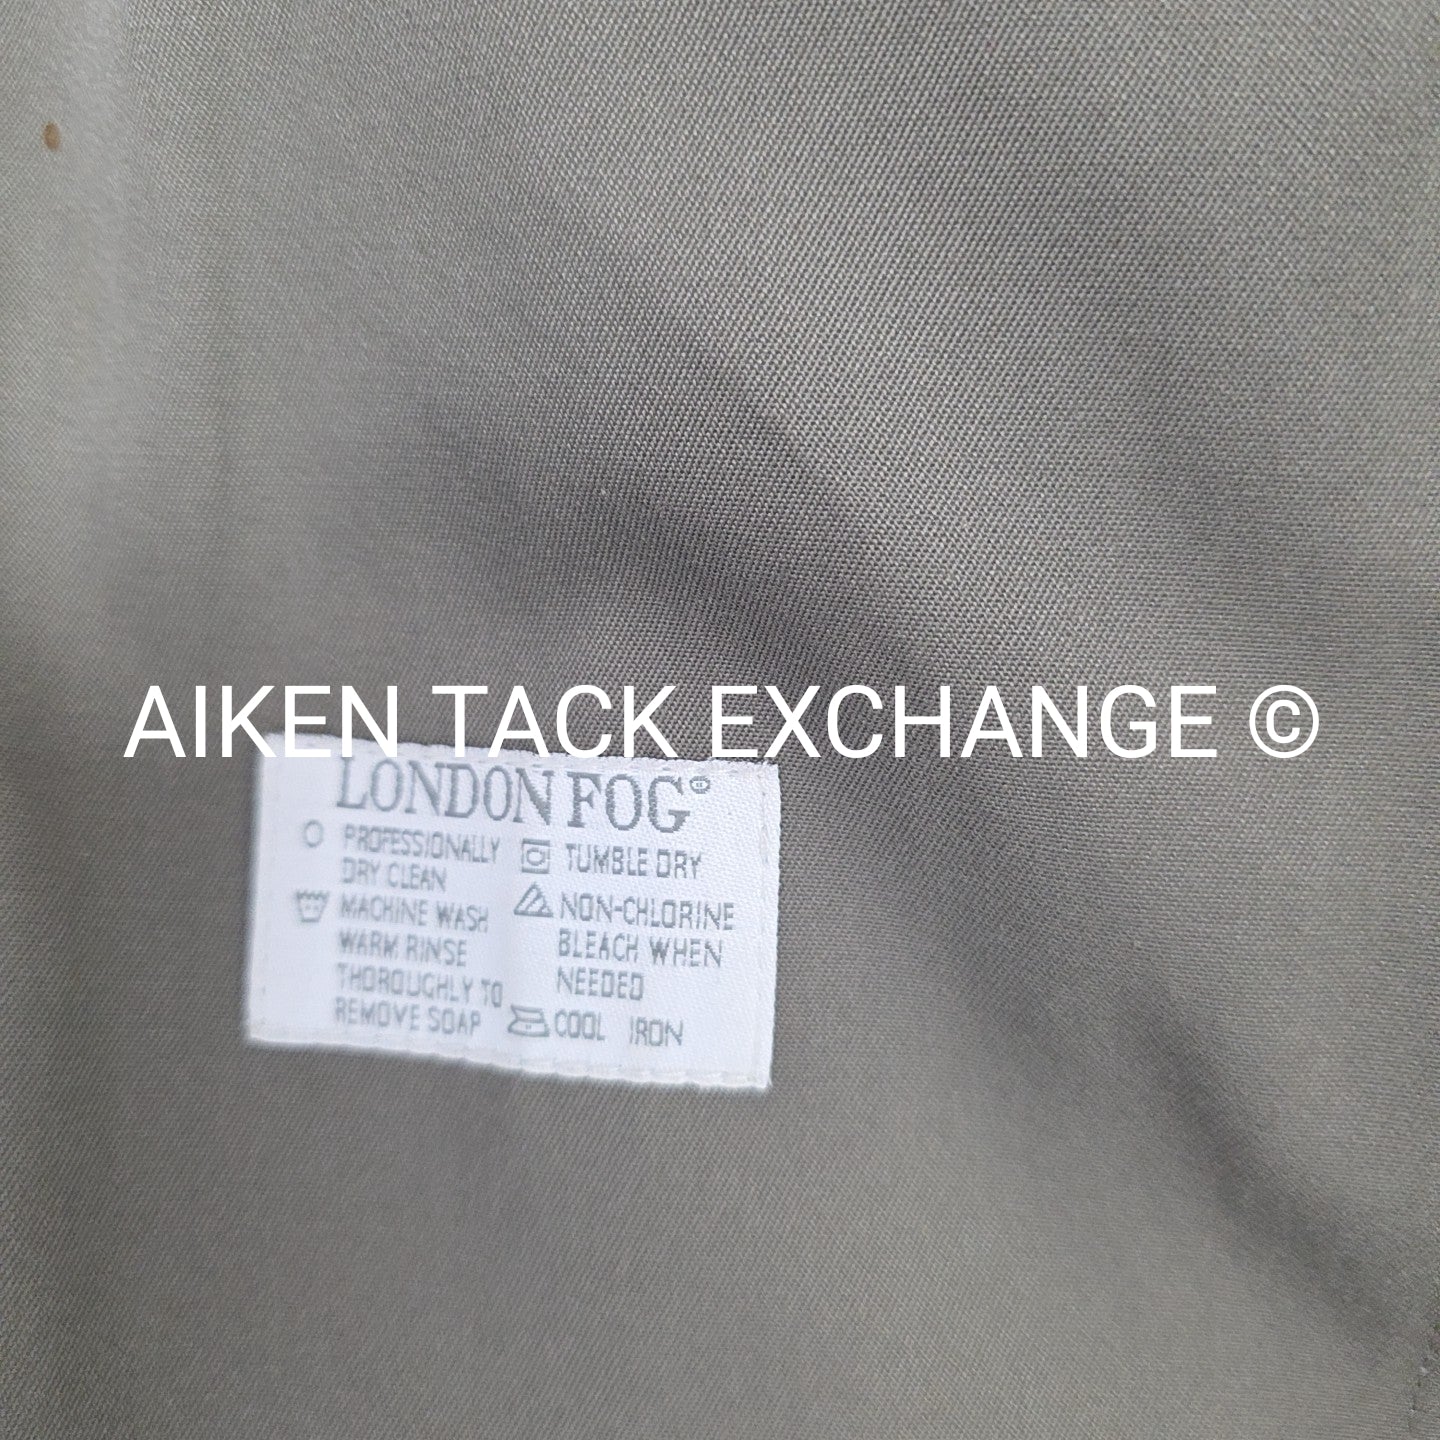 AIKEN TACK EXCHANGE ©
LONDON FOG®
PROFESSIONALLY
DRY CLEAN
MACHINE WASH
WARM RINSE
THOROUGHLY TO
REMOVE SOAP
TUMBLE DRY
NON-CHLORINE
BLEACH WHEN
NEEDED
COOL IRON